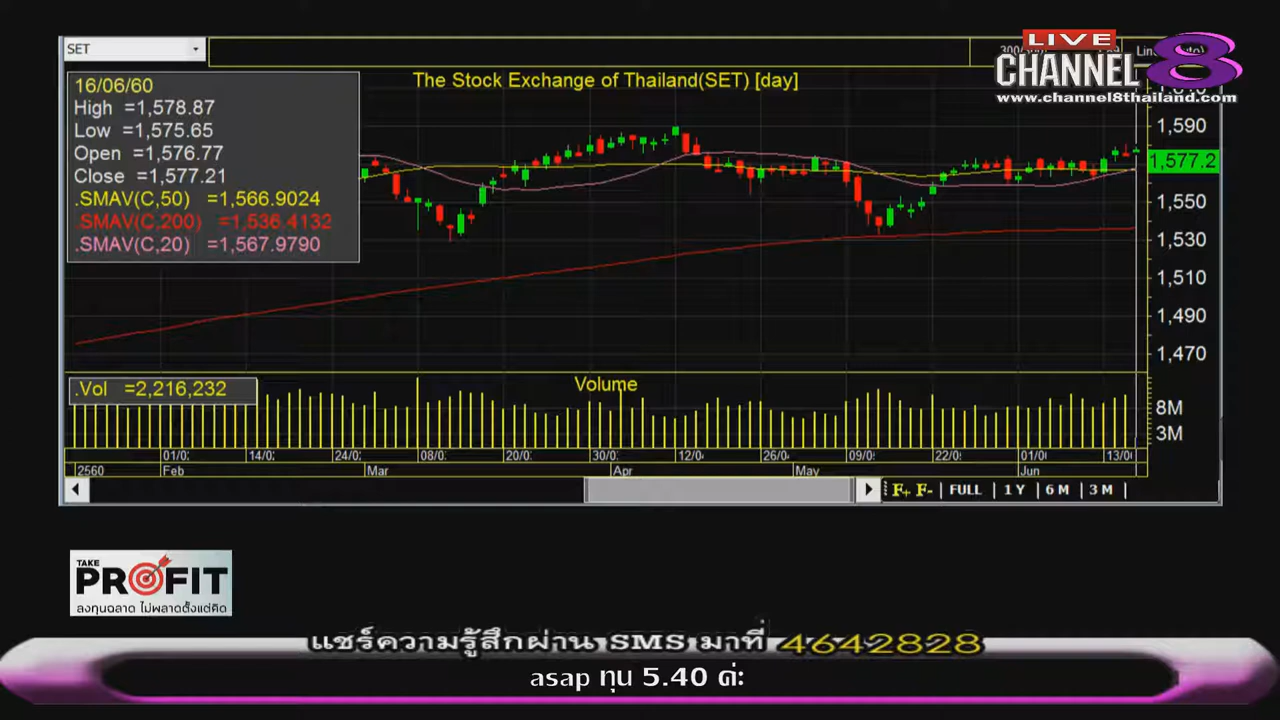 SET
LIVE
CHANNEL 8
www.channel8thailand.com
The Stock Exchange of Thailand(SET) [day]
16/06/60
High =1,578.87
Low =1,575.65
Open =1,576.77
Close =1,577.21
.SMAV(C,50) =1,566.9024
.SMAV(C,200) =1,536.4132
.SMAV(C,20) =1,567.9790
1,590
1,577.2
1,550
1,530
1,510
1,490
1,470
.Vol =2,216,232
Volume
8M
3M
01/0 14/0 24/0 08/0 20/0 30/0 12/0 26/0 09/0 22/0 01/0 13/0
2560 Feb Mar Apr May Jun
F+ F- FULL 1 Y 6 M 3 M
TAKE
PROFIT
ลงทุนฉลาด ไม่พลาดตั้งแต่คิด
แชร์ความรู้สึกผ่าน SMS มาที่ 4642828
asap ทุน 5.40 ค่ะ